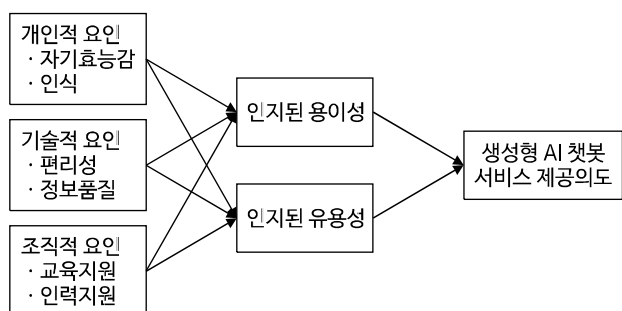 개인적 요인
· 자기효능감
· 인식
기술적 요인
· 편리성
· 정보품질
조직적 요인
· 교육지원
· 인력지원
인지된 용이성
인지된 유용성
생성형 AI 챗봇
서비스 제공의도